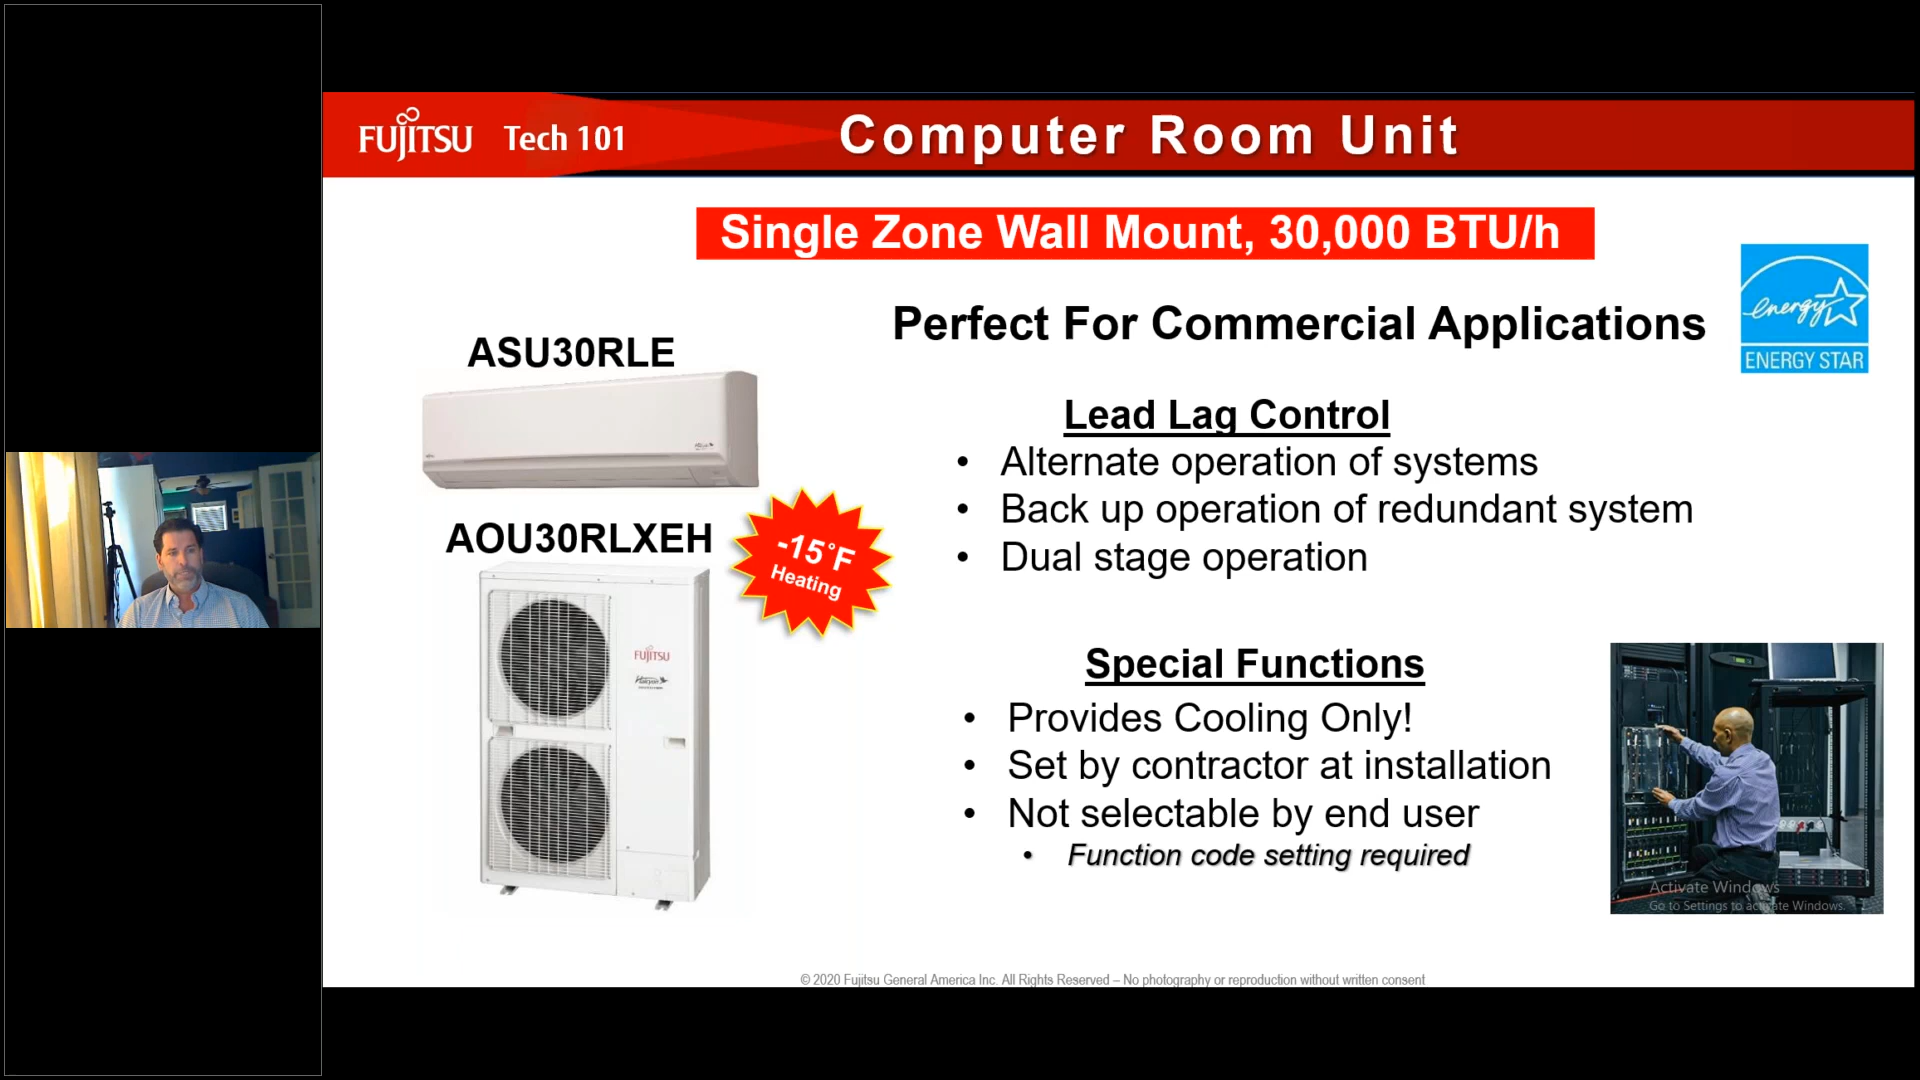 FUJITSU Tech 101
Computer Room Unit
Single Zone Wall Mount, 30,000 BTU/h
energy
ENERGY STAR
Perfect For Commercial Applications
ASU30RLE
AOU30RLXEH
-15°F
Heating
FUJITSU
Halcyon
Lead Lag Control
• Alternate operation of systems
• Back up operation of redundant system
• Dual stage operation
Special Functions
• Provides Cooling Only!
• Set by contractor at installation
• Not selectable by end user
• Function code setting required
Activate Windows
Go to Settings to activate Windows.
© 2020 Fujitsu General America Inc. All Rights Reserved – No photography or reproduction without written consent